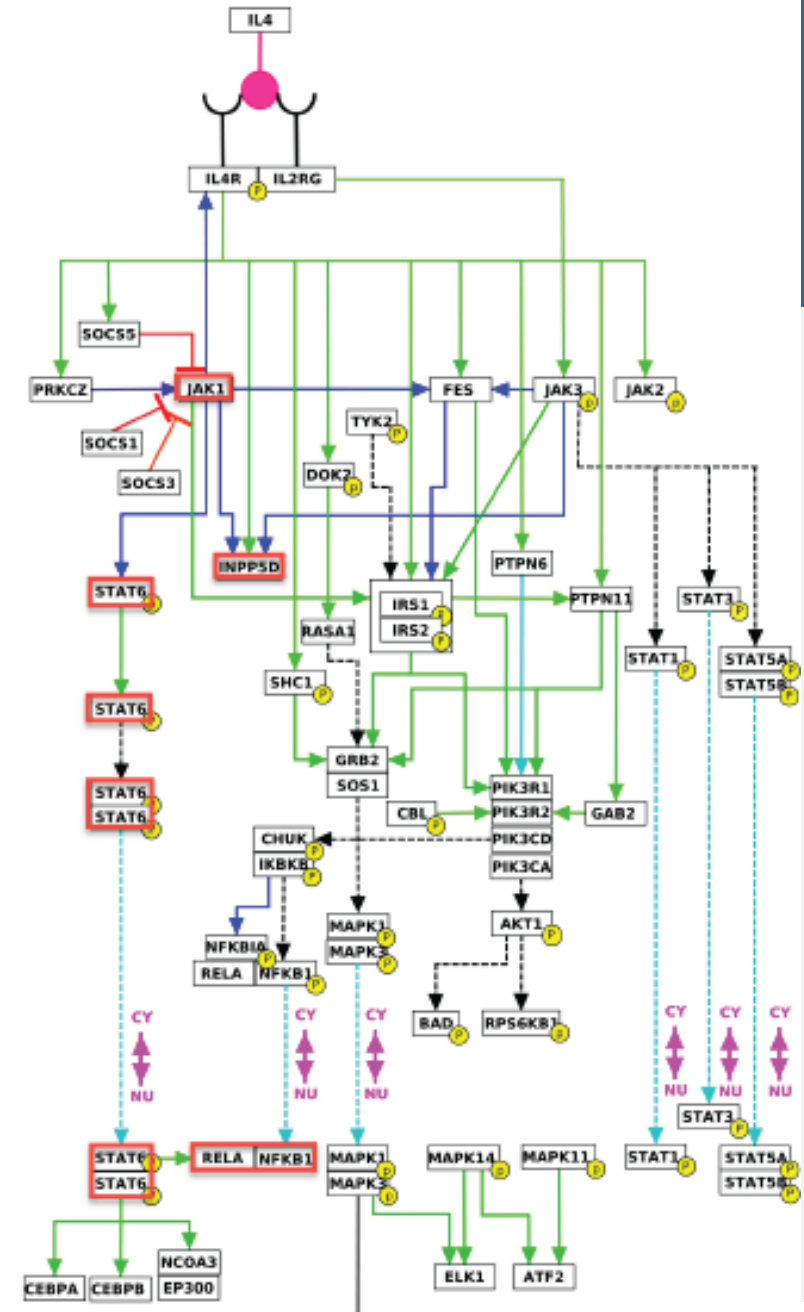 IL4
IL4R IL2RG
P
SOCS5
PRKCZ JAK1 FES JAK3 JAK2
P P
SOCS1 TYK2
P
SOCS3 DOK2
P
INPP5D PTPN6
STAT6 IRS1 PTPN11 STAT3
P P P
RASA1 IRS2
P
SHC1 STAT1 STAT5A
P P P
STAT6 STAT5B
P P
GRB2
SOS1
STAT6 PIK3R1
P
STAT6 CBL PIK3R2 GAB2
P P
CHUK PIK3CD
P
IKBKB PIK3CA
P
MAPK1 AKT1
P P
NFKBIA MAPK3
P P
RELA NFKB1
P
BAD RPS6KB1
P P
CY CY CY CY CY CY
NU NU NU NU NU NU
STAT3
P
STAT6 RELA NFKB1 MAPK1 MAPK14 MAPK11 STAT1 STAT5A
P P P P P P
STAT6 MAPK3 STAT5B
P P P
NCOA3
CEBPA CEBPB EP300 ELK1 ATF2